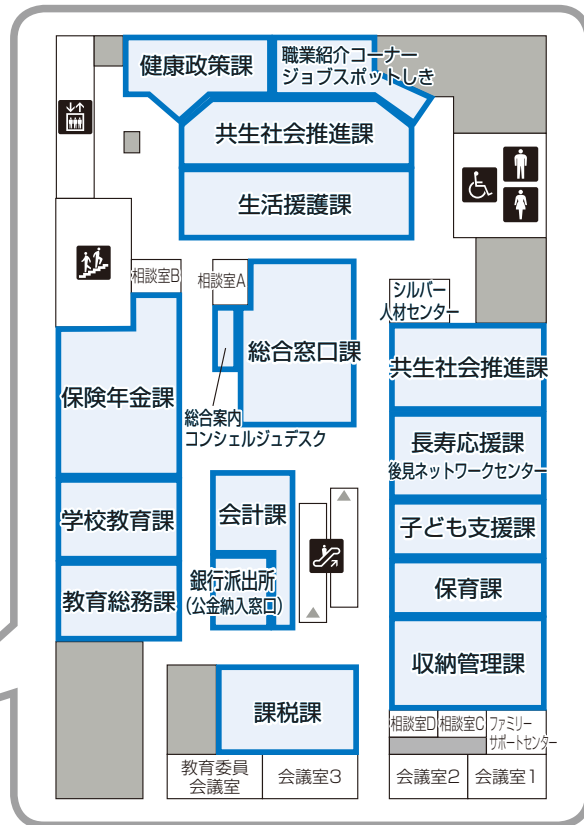 健康政策課
職業紹介コーナー
ジョブスポットしき
共生社会推進課
生活援護課
相談室B
相談室A
シルバー
人材センター
総合窓口課
共生社会推進課
保険年金課
総合案内
コンシェルジュデスク
長寿応援課
後見ネットワークセンター
学校教育課
会計課
子ども支援課
教育総務課
銀行派出所
(公金納入窓口)
保育課
収納管理課
課税課
相談室D
相談室C
ファミリー
サポートセンター
教育委員
会議室
会議室3
会議室2
会議室1